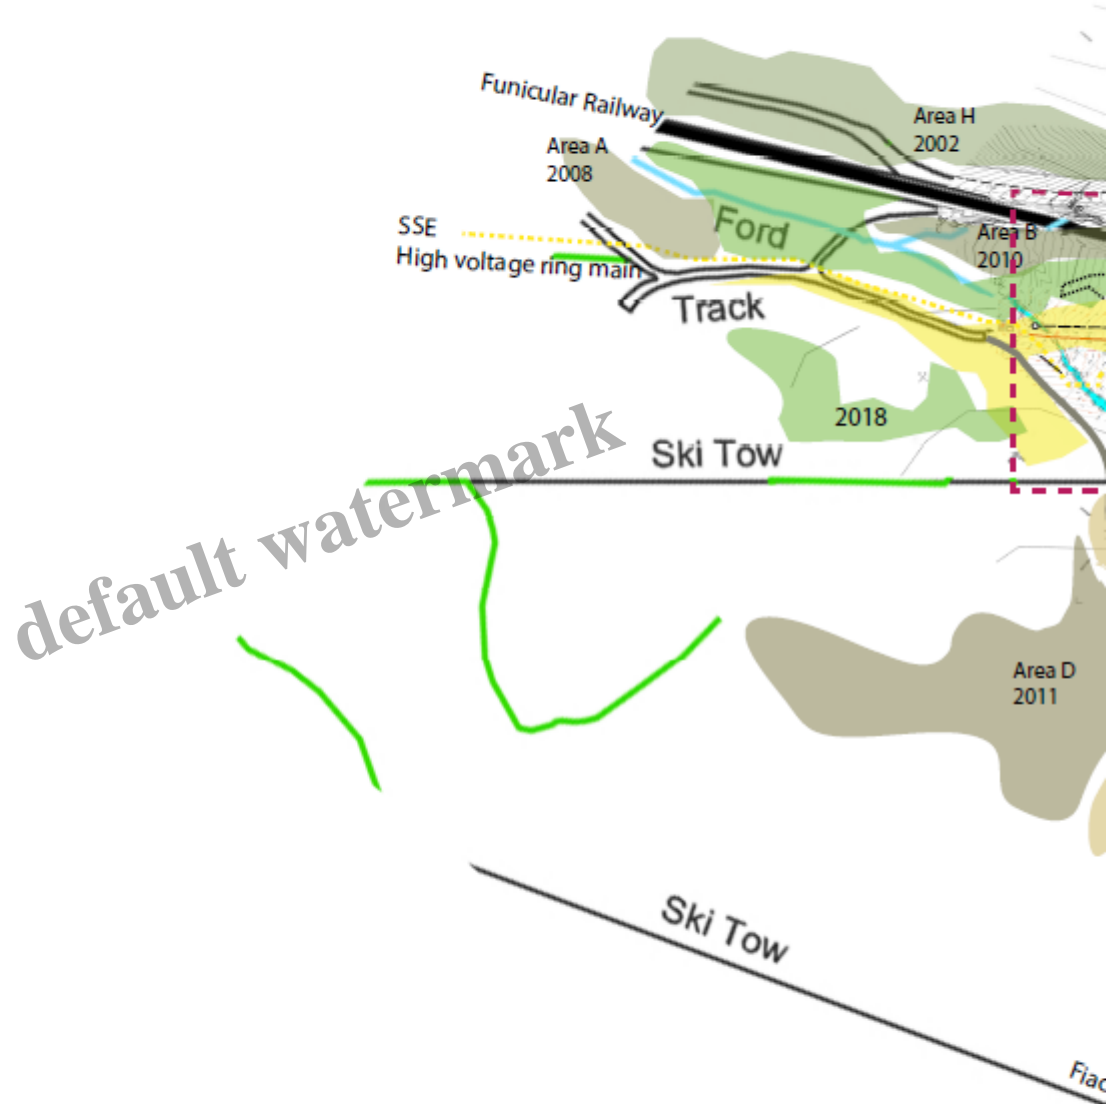 Funicular Railway
Area H
2002
Area A
2008
SSE
High voltage ring main
Ford
Area B
2010
Track
2018
Ski Tow
default watermark
Area D
2011
Ski Tow
Fiac